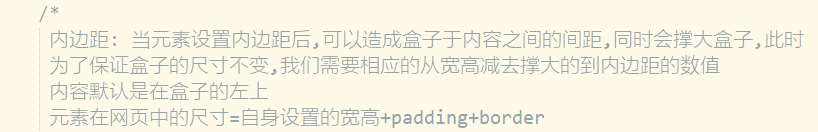 /*
内边距: 当元素设置内边距后,可以造成盒子于内容之间的间距,同时会撑大盒子,此时
为了保证盒子的尺寸不变,我们需要相应的从宽高减去撑大的到内边距的数值
内容默认是在盒子的左上
元素在网页中的尺寸=自身设置的宽高+padding+border